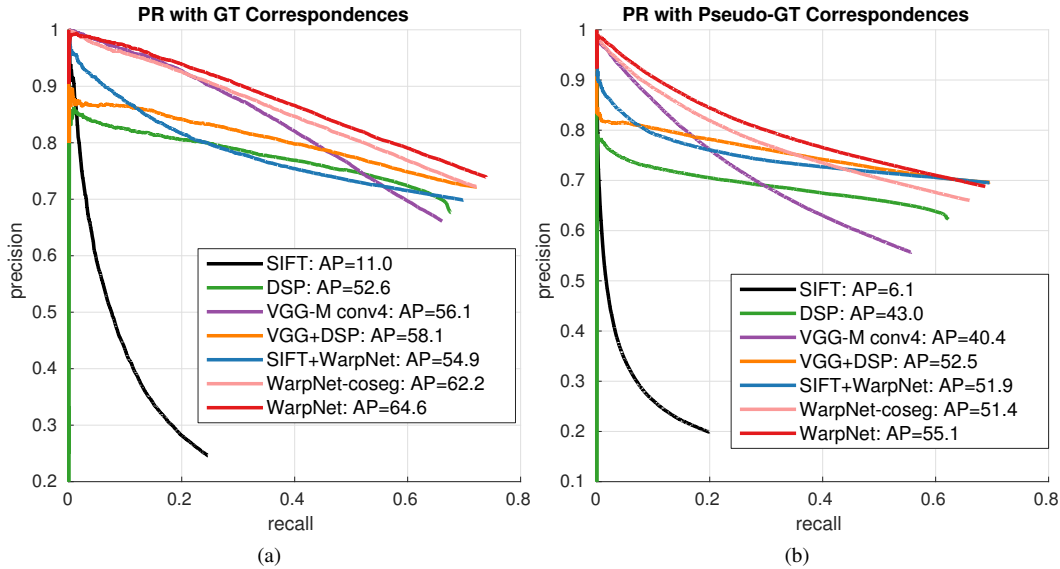 PR with GT Correspondences
1
0.9
0.8
0.7
0.6
0.5
0.4
0.3
0.2
precision
SIFT: AP=11.0
DSP: AP=52.6
VGG-M conv4: AP=56.1
VGG+DSP: AP=58.1
SIFT+WarpNet: AP=54.9
WarpNet-coseg: AP=62.2
WarpNet: AP=64.6
0 0.2 0.4 0.6 0.8
recall
(a)
PR with Pseudo-GT Correspondences
1
0.9
0.8
0.7
0.6
0.5
0.4
0.3
0.2
0.1
precision
SIFT: AP=6.1
DSP: AP=43.0
VGG-M conv4: AP=40.4
VGG+DSP: AP=52.5
SIFT+WarpNet: AP=51.9
WarpNet-coseg: AP=51.4
WarpNet: AP=55.1
0 0.2 0.4 0.6 0.8
recall
(b)